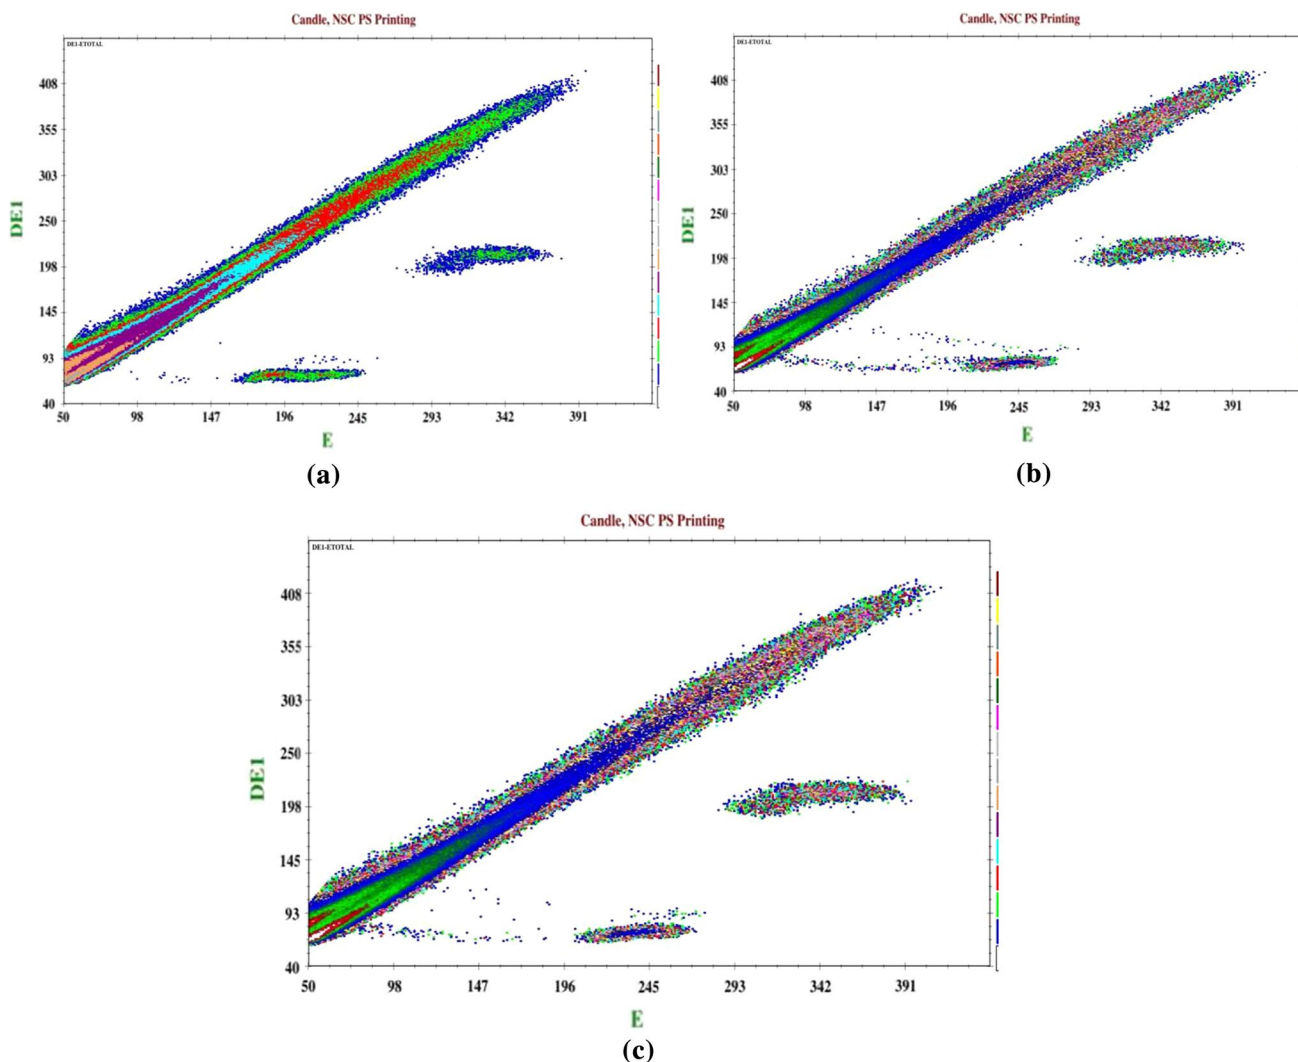 Candle, NSC PS Printing
DE1-ETOTAL
408
355
303
250
198
145
93
40
DE1
50 98 147 196 245 293 342 391
E
(a)
Candle, NSC PS Printing
DE1-ETOTAL
408
355
303
250
198
145
93
40
DE1
50 98 147 196 245 293 342 391
E
(b)
Candle, NSC PS Printing
DE1-ETOTAL
408
355
303
250
198
145
93
40
DE1
50 98 147 196 245 293 342 391
E
(c)